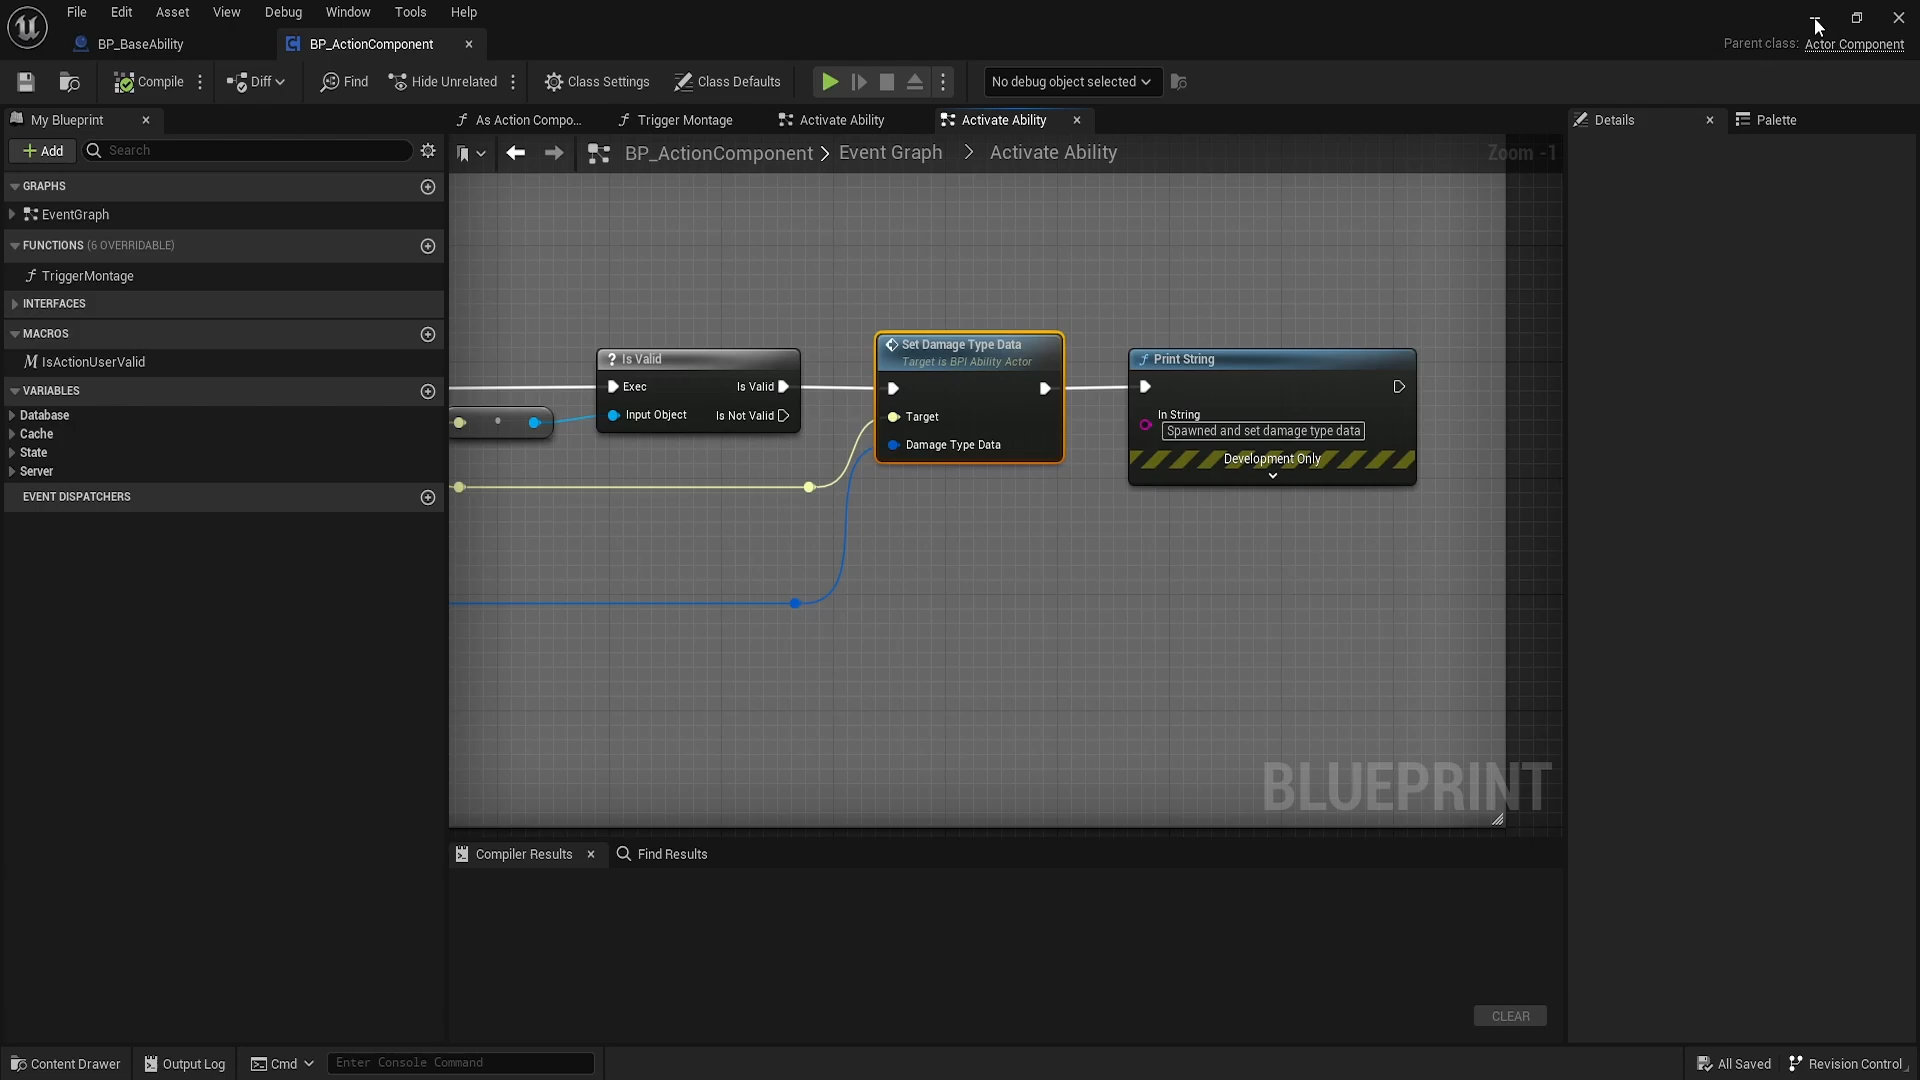 File Edit Asset View Debug Window Tools Help
BP_BaseAbility
BP_ActionComponent
Parent class: Actor Component
Compile
Diff
Find
Hide Unrelated
Class Settings
Class Defaults
No debug object selected
My Blueprint
As Action Compo...
Trigger Montage
Activate Ability
Activate Ability
Details
Palette
Add
Search
BP_ActionComponent > Event Graph > Activate Ability
Zoom -1
GRAPHS
EventGraph
FUNCTIONS (6 OVERRIDABLE)
TriggerMontage
INTERFACES
MACROS
IsActionUserValid
VARIABLES
Database
Cache
State
Server
EVENT DISPATCHERS
? Is Valid
Exec
Is Valid
Input Object
Is Not Valid
Set Damage Type Data
Target is BPI Ability Actor
Target
Damage Type Data
f Print String
In String
Spawned and set damage type data
Development Only
BLUEPRINT
Compiler Results
Find Results
CLEAR
Content Drawer
Output Log
Cmd
Enter Console Command
All Saved
Revision Control